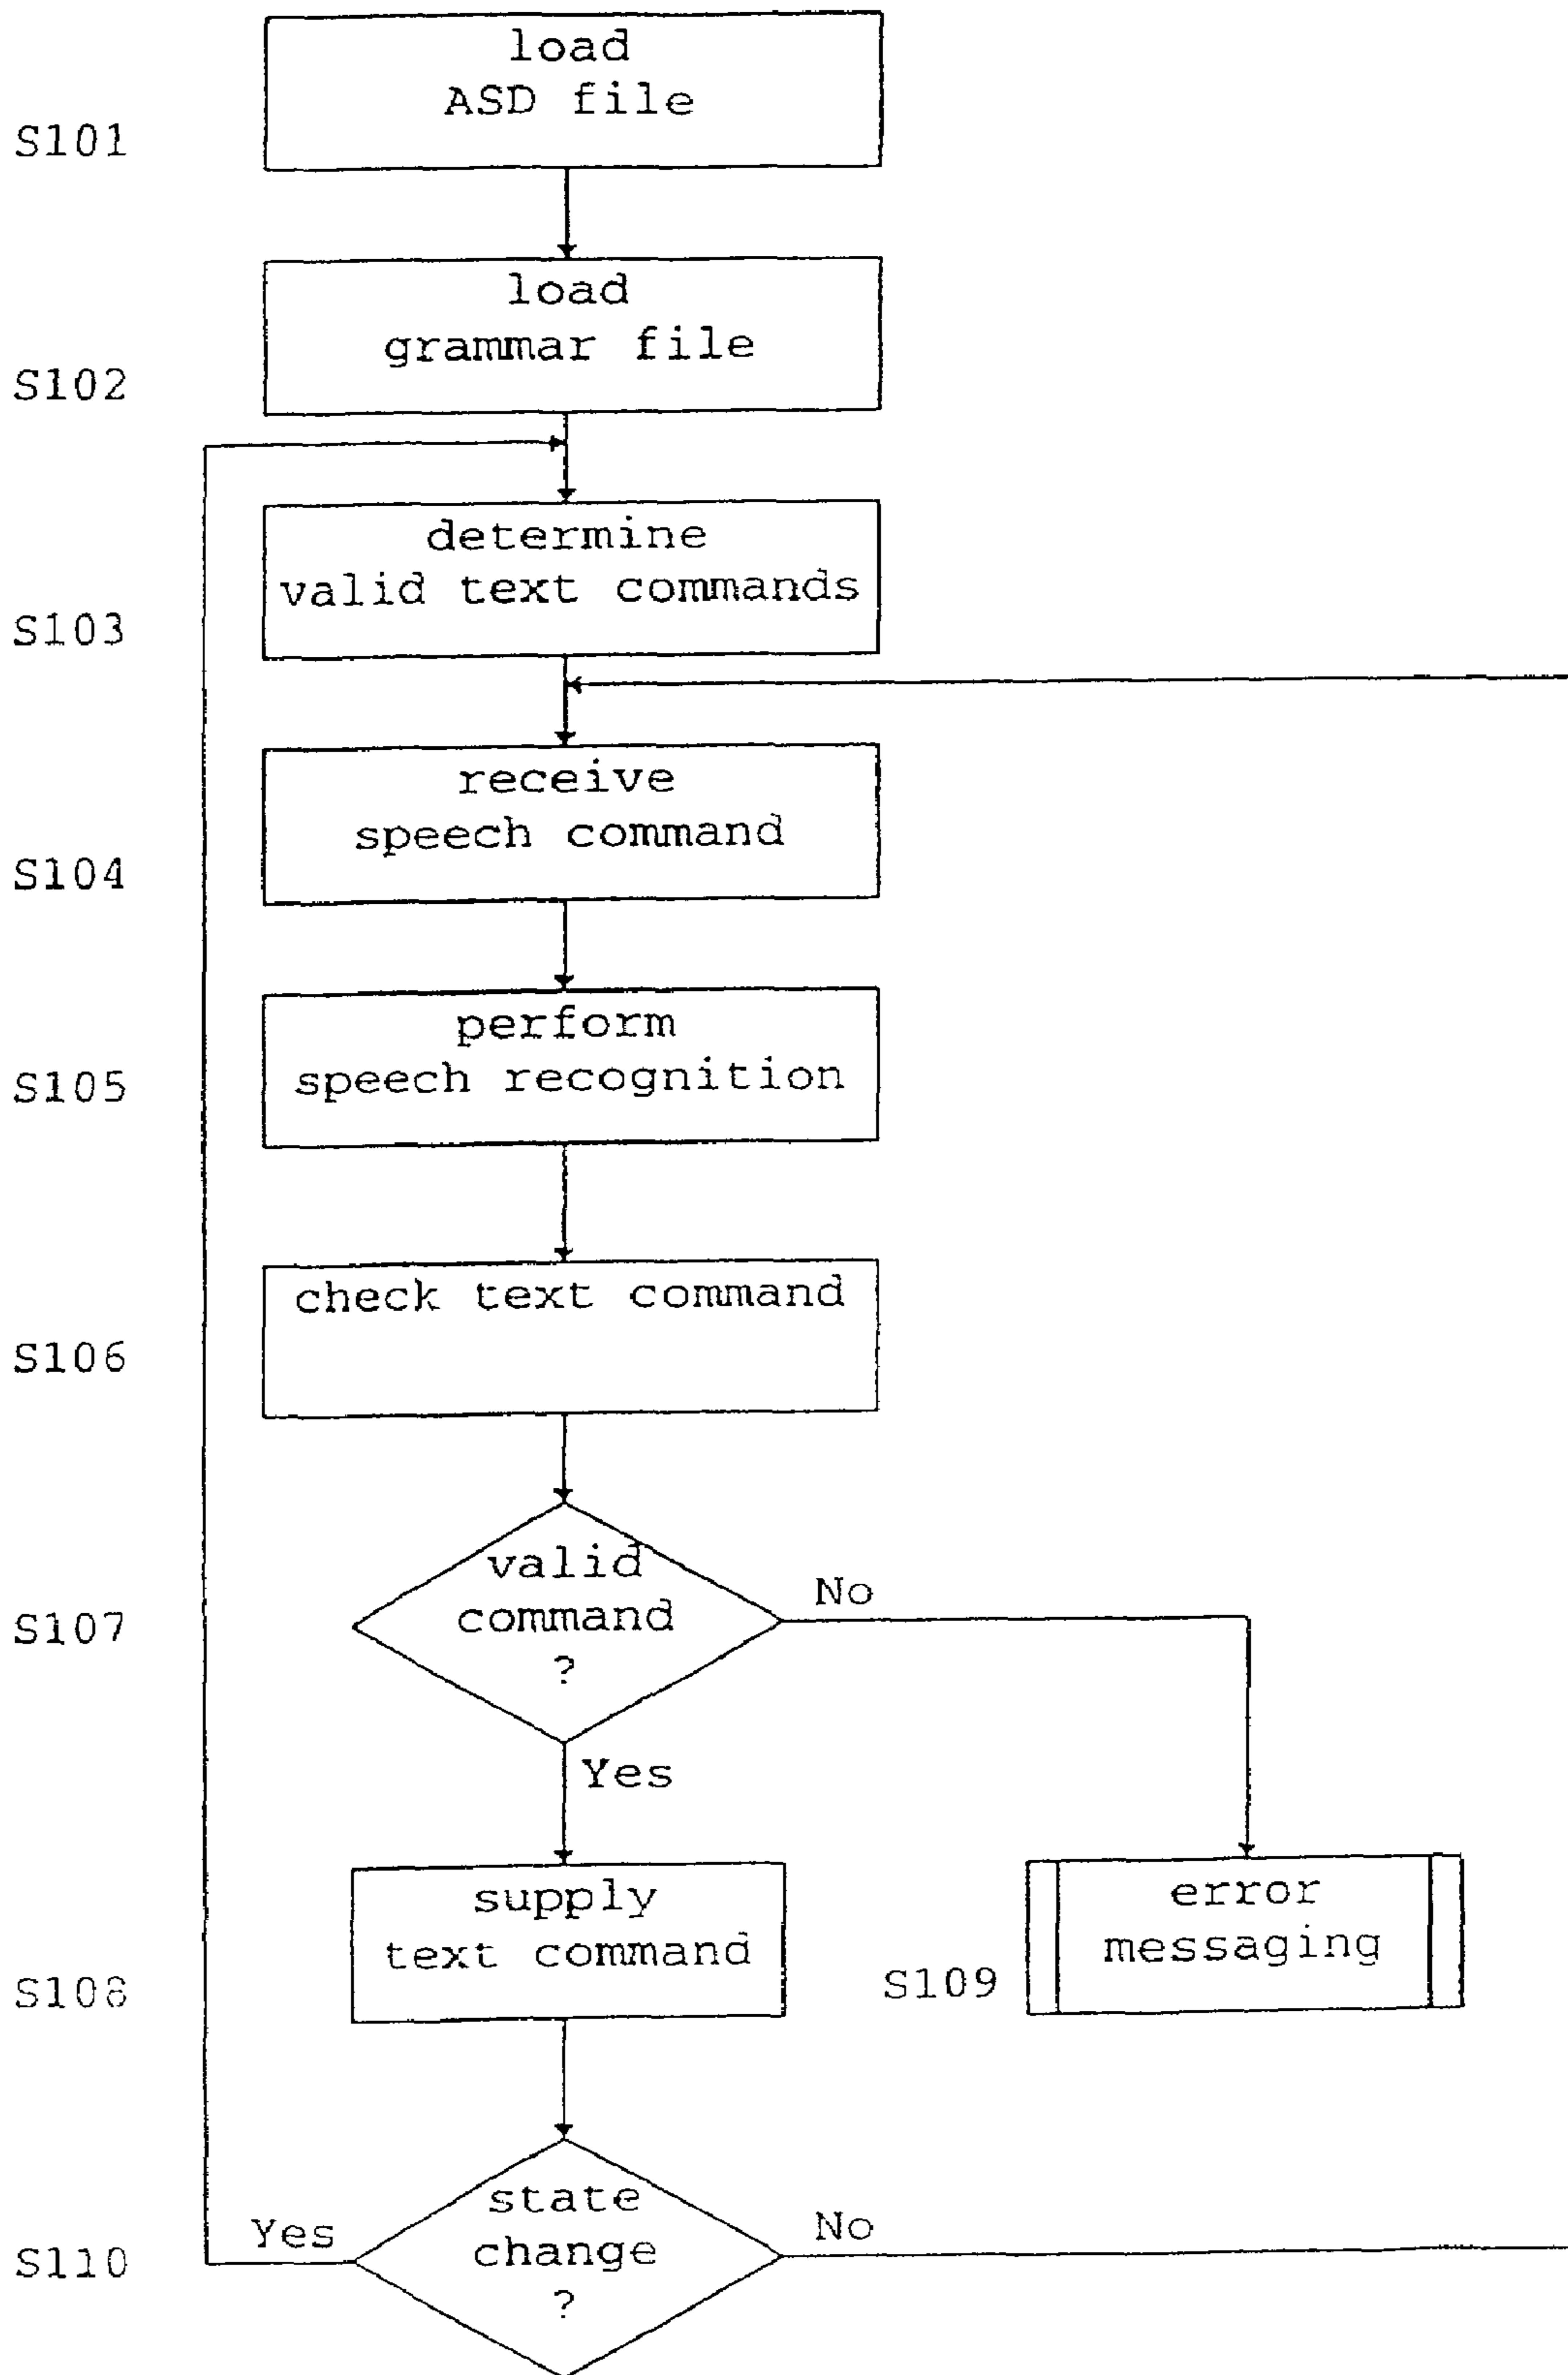 load
ASD file
S101
load
grammar file
S102
determine
valid text commands
S103
receive
speech command
S104
perform
speech recognition
S105
check text command
S106
valid
command
?
No
S107
Yes
supply
text command
S108
error
messaging
S109
state
change
?
Yes
No
S110